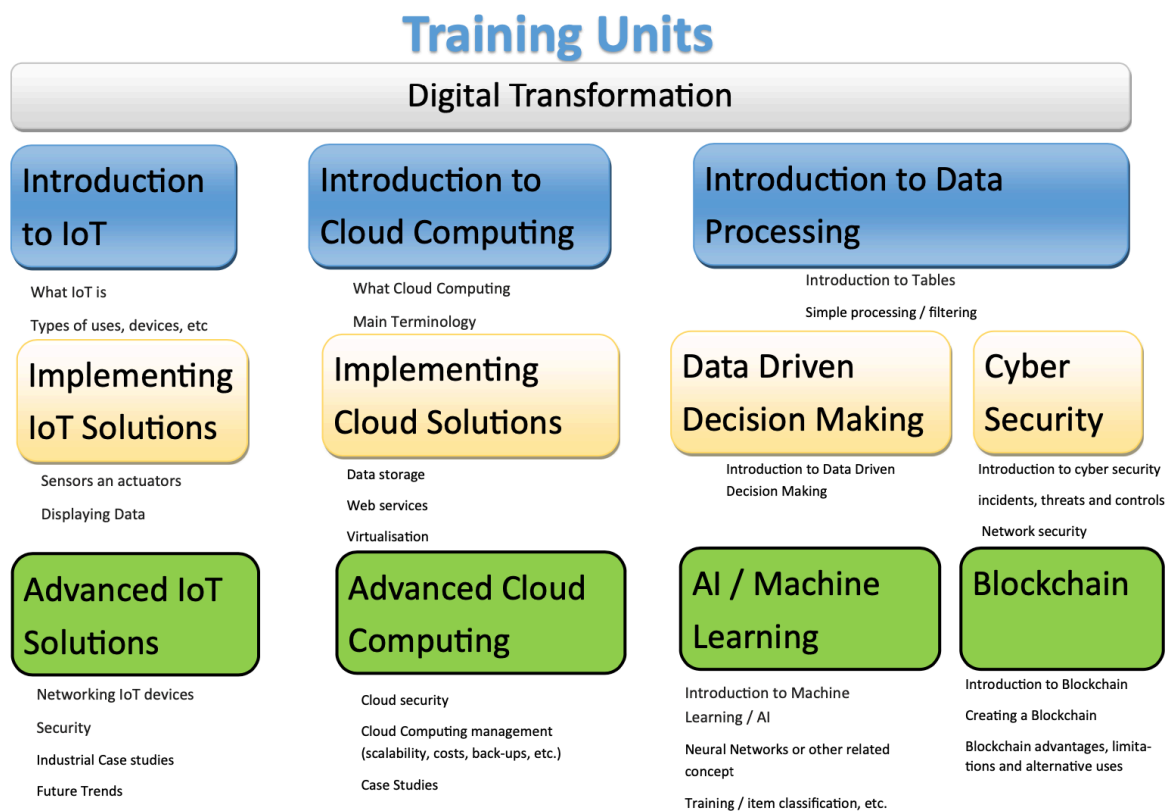 Training Units
Digital Transformation
Introduction
to IoT
Introduction to
Cloud Computing
Introduction to Data
Processing
What IoT is
Types of uses, devices, etc
What Cloud Computing
Main Terminology
Introduction to Tables
Simple processing / filtering
Implementing
IoT Solutions
Implementing
Cloud Solutions
Data Driven
Decision Making
Cyber
Security
Sensors an actuators
Displaying Data
Data storage
Web services
Virtualisation
Introduction to Data Driven
Decision Making
Introduction to cyber security
incidents, threats and controls
Network security
Advanced IoT
Solutions
Advanced Cloud
Computing
AI / Machine
Learning
Blockchain
Networking IoT devices
Security
Industrial Case studies
Future Trends
Cloud security
Cloud Computing management
(scalability, costs, back-ups, etc.)
Case Studies
Introduction to Machine
Learning / AI
Neural Networks or other related
concept
Training / item classification, etc.
Introduction to Blockchain
Creating a Blockchain
Blockchain advantages, limita-
tions and alternative uses